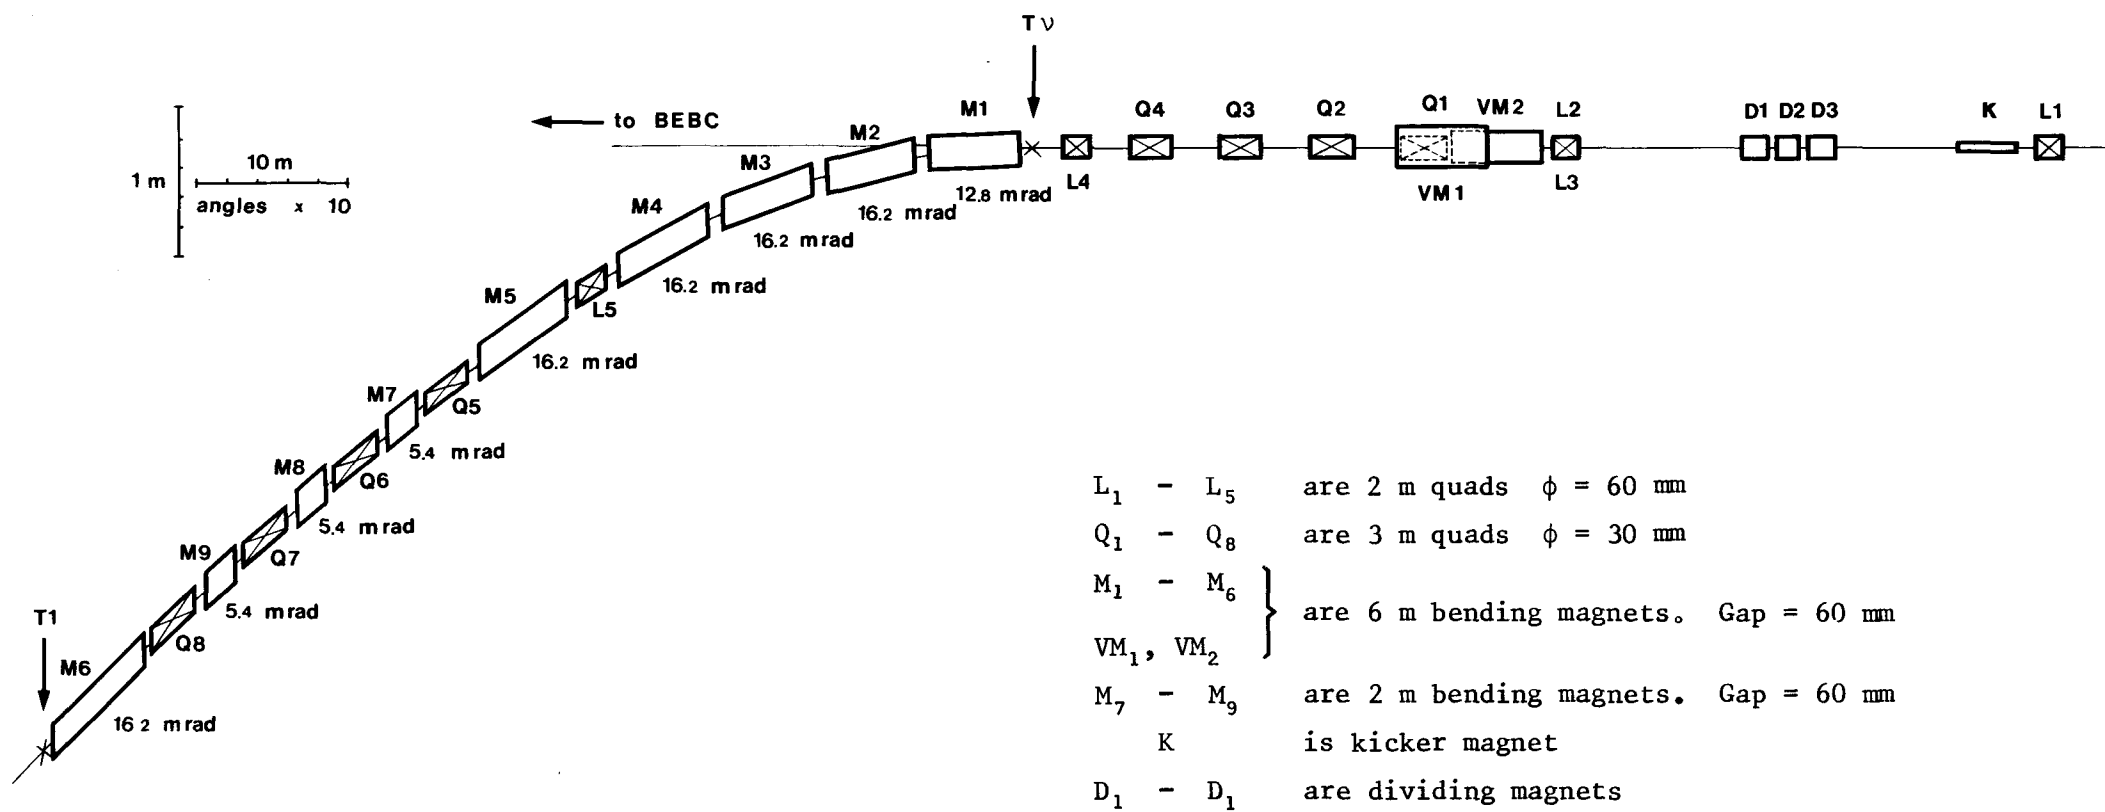 Tν
to BEBC
M1
Q4
Q3
Q2
Q1
VM2
L2
D1
D2
D3
K
L1
M2
M3
10 m
1 m
angles x 10
L4
VM1
L3
12.8 mrad
16.2 mrad
M4
16.2 mrad
16.2 mrad
M5
L5
16.2 mrad
M7
Q5
5.4 mrad
M8
Q6
5.4 mrad
M9
Q7
5.4 mrad
T1
M6
Q8
16 2 mrad
L₁ – L₅ are 2 m quads ϕ = 60 mm
Q₁ – Q₈ are 3 m quads ϕ = 30 mm
M₁ – M₆
are 6 m bending magnets. Gap = 60 mm
VM₁, VM₂
M₇ – M₉ are 2 m bending magnets. Gap = 60 mm
K is kicker magnet
D₁ – D₁ are dividing magnets
16.2 mrad